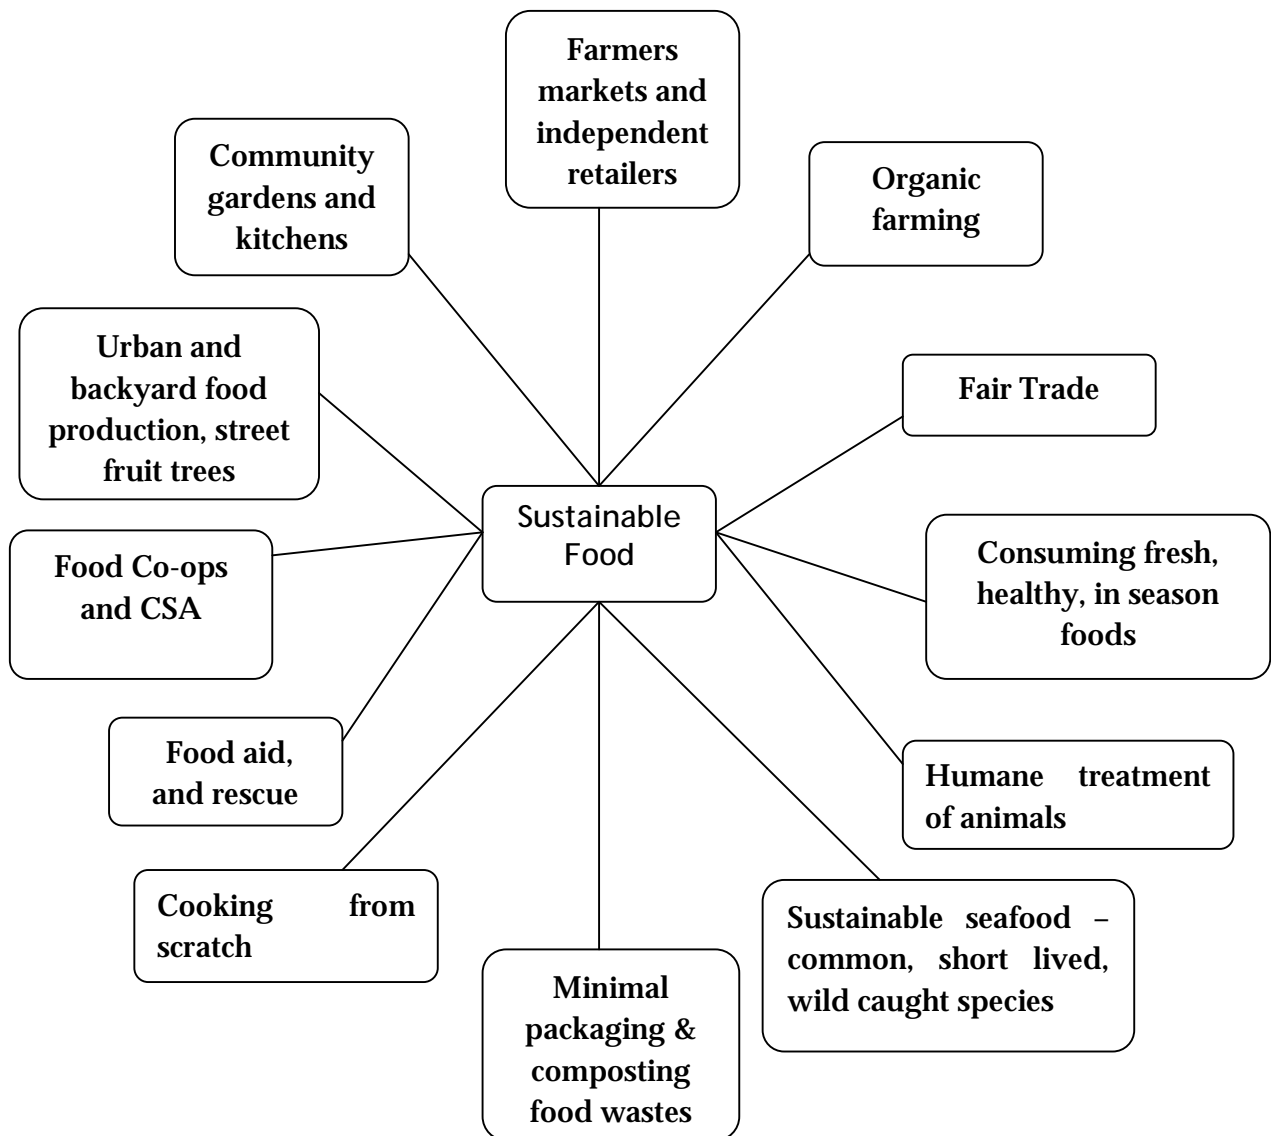 Farmers
markets and
independent
retailers
Community
gardens and
kitchens
Organic
farming
Urban and
backyard food
production, street
fruit trees
Fair Trade
Sustainable
Food
Food Co-ops
and CSA
Consuming fresh,
healthy, in season
foods
Food aid,
and rescue
Humane treatment
of animals
Cooking from
scratch
Sustainable seafood –
common, short lived,
wild caught species
Minimal
packaging &
composting
food wastes